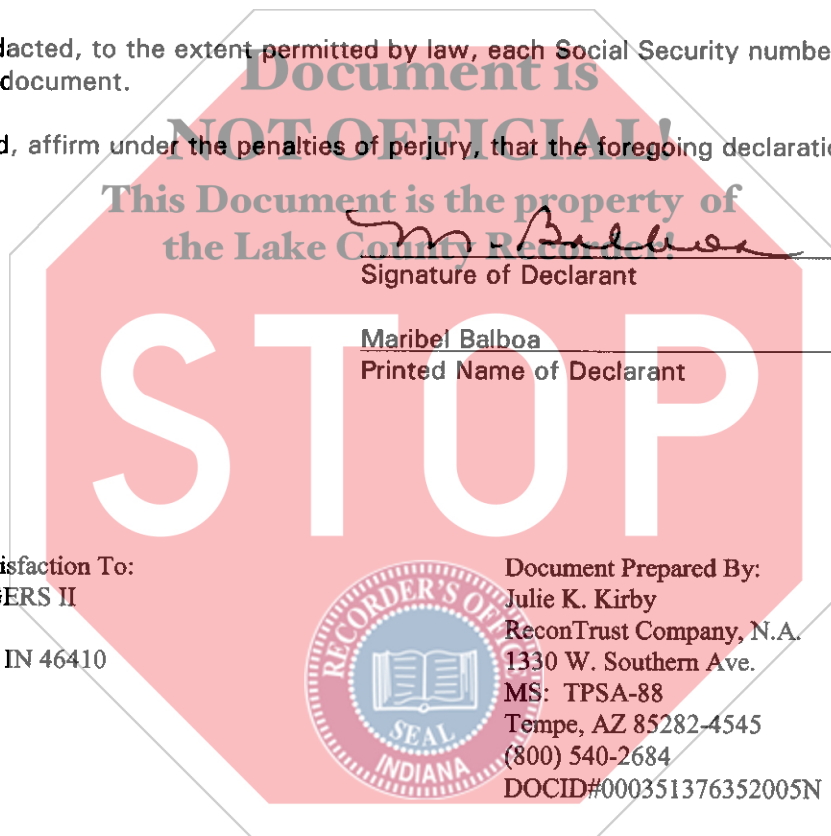 dacted, to the extent permitted by law, each Social Security numbe
document.
Document is
NOT OFFICIAL!
d, affirm under the penalties of perjury, that the foregoing declaratio
This Document is the property of
the Lake County Recorder!
M. Balboa
Signature of Declarant
Maribel Balboa
Printed Name of Declarant
STOP
isfaction To:
GERS II
IN 46410
RECORDER'S OFFICE
SEAL
INDIANA
Document Prepared By:
Julie K. Kirby
ReconTrust Company, N.A.
1330 W. Southern Ave.
MS: TPSA-88
Tempe, AZ 85282-4545
(800) 540-2684
DOCID#000351376352005N